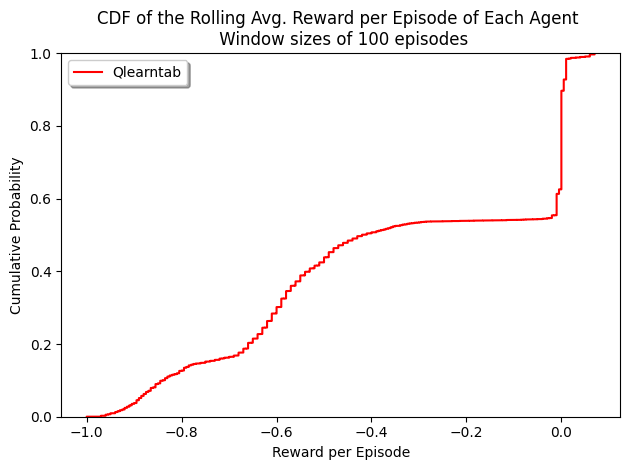 CDF of the Rolling Avg. Reward per Episode of Each Agent
Window sizes of 100 episodes
Qlearntab
1.0
0.8
0.6
0.4
0.2
0.0
Cumulative Probability
−1.0 −0.8 −0.6 −0.4 −0.2 0.0
Reward per Episode